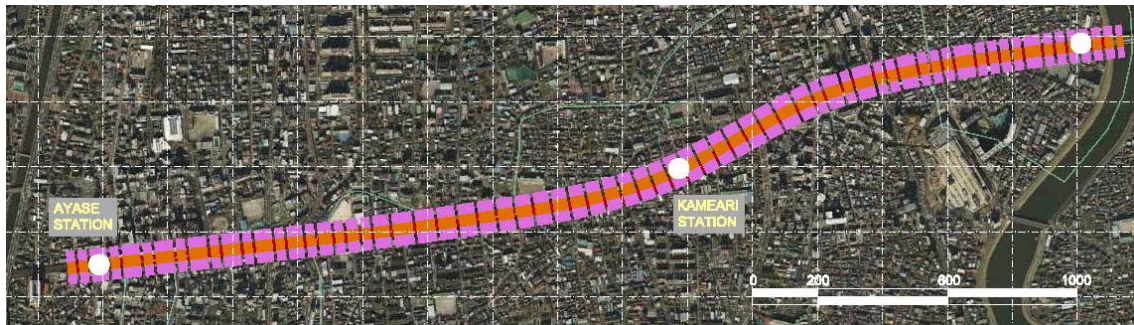 AYASE
STATION
KAMEARI
STATION
0 200 600 1000